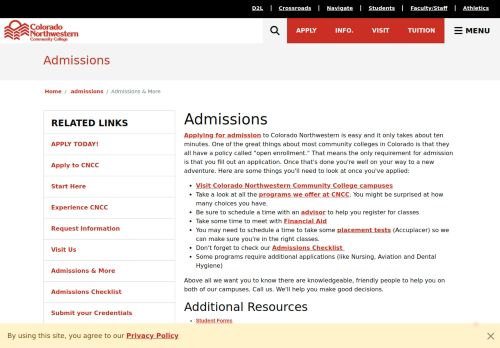 D2L | Crossroads | Navigate | Students | Faculty/Staff | Athletics
Colorado
Northwestern
Community College
APPLY INFO. VISIT TUITION MENU
Admissions
Home / admissions / Admissions & More
RELATED LINKS
APPLY TODAY!
Apply to CNCC
Start Here
Experience CNCC
Request Information
Visit Us
Admissions & More
Admissions Checklist
Submit your Credentials
Admissions
Applying for admission to Colorado Northwestern is easy and it only takes about ten
minutes. One of the great things about most community colleges in Colorado is that they
all have a policy called "open enrollment." That means the only requirement for admission
is that you fill out an application. Once that's done you're well on your way to a new
adventure. Here are some things you'll need to look at once you've applied:
• Visit Colorado Northwestern Community College campuses
• Take a look at all the programs we offer at CNCC. You might be surprised at how
many choices you have.
• Be sure to schedule a time with an advisor to help you register for classes
• Take some time to meet with Financial Aid
• You may need to schedule a time to take some placement tests (Accuplacer) so we
can make sure you're in the right classes.
• Don't forget to check our Admissions Checklist
• Some programs require additional applications (like Nursing, Aviation and Dental
Hygiene)
Above all we want you to know there are knowledgeable, friendly people to help you on
both of our campuses. Call us. We'll help you make good decisions.
Additional Resources
• Student Forms
By using this site, you agree to our Privacy Policy